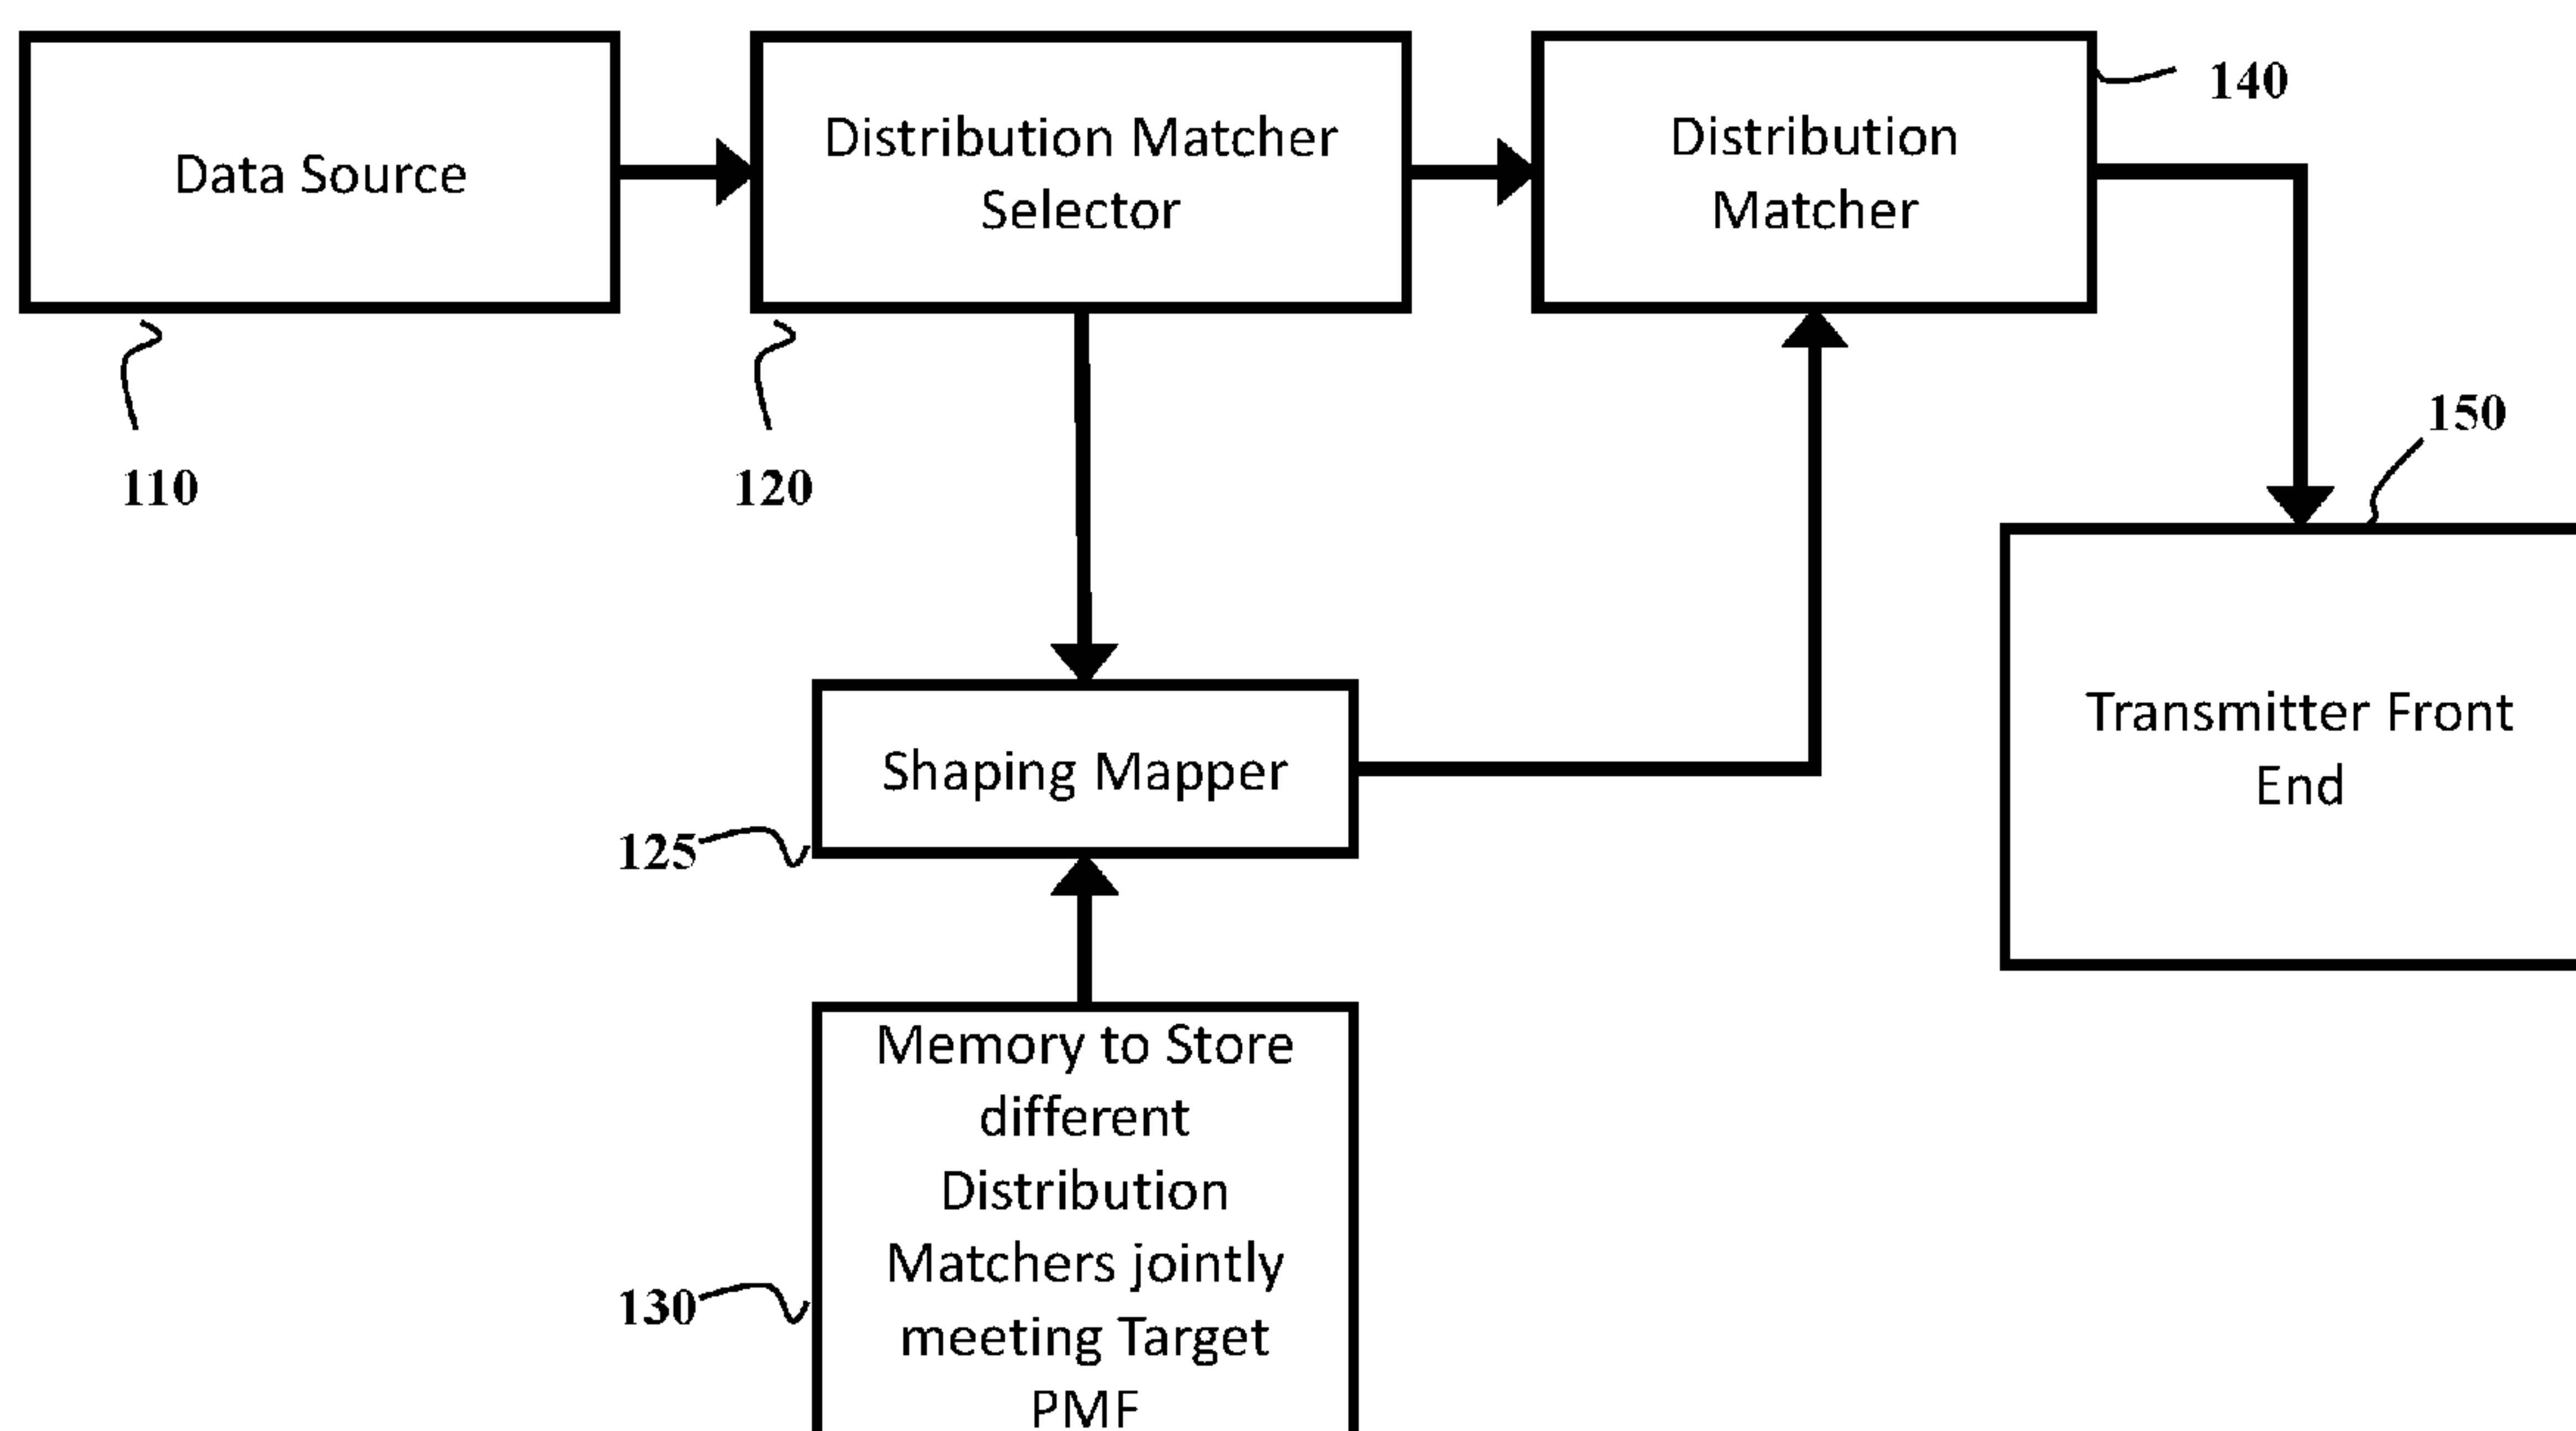 Data Source
Distribution Matcher
Selector
Distribution
Matcher
140
110
120
150
Transmitter Front
End
Shaping Mapper
125
Memory to Store
different
Distribution
Matchers jointly
meeting Target
PMF
130